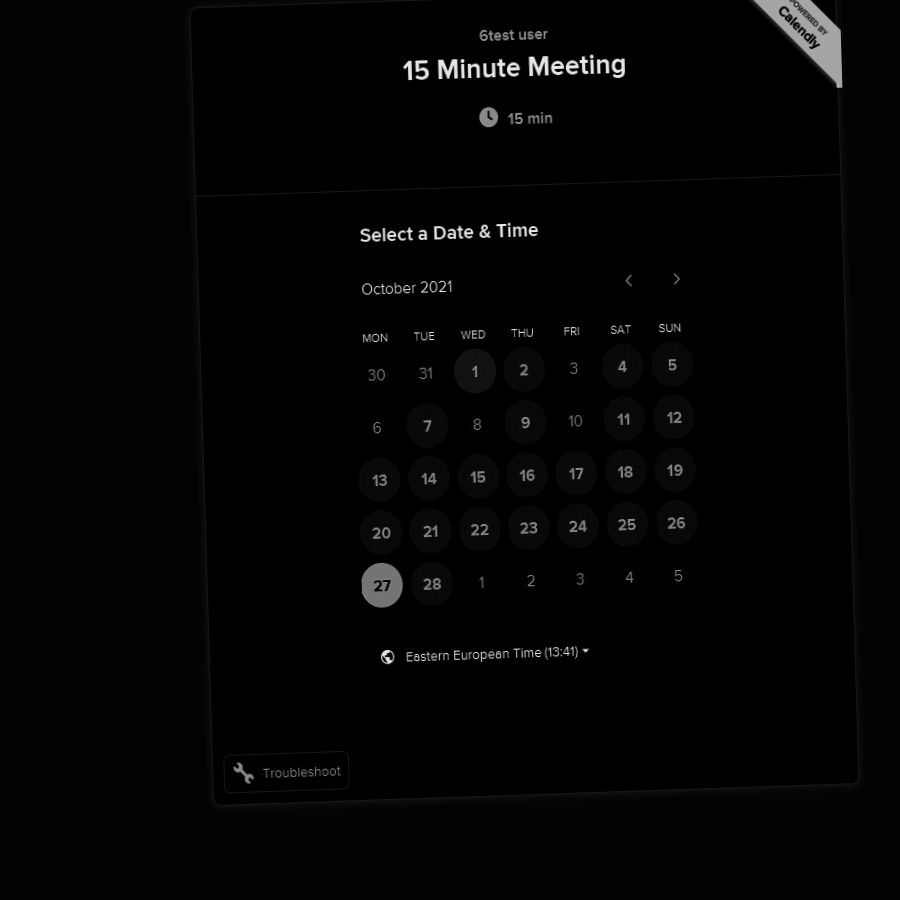 POWERED BY
Calendly
6test user
15 Minute Meeting
15 min
Select a Date & Time
October 2021
MON TUE WED THU FRI SAT SUN
30 31 1 2 3 4 5
6 7 8 9 10 11 12
13 14 15 16 17 18 19
20 21 22 23 24 25 26
27 28 1 2 3 4 5
Eastern European Time (13:41)
Troubleshoot